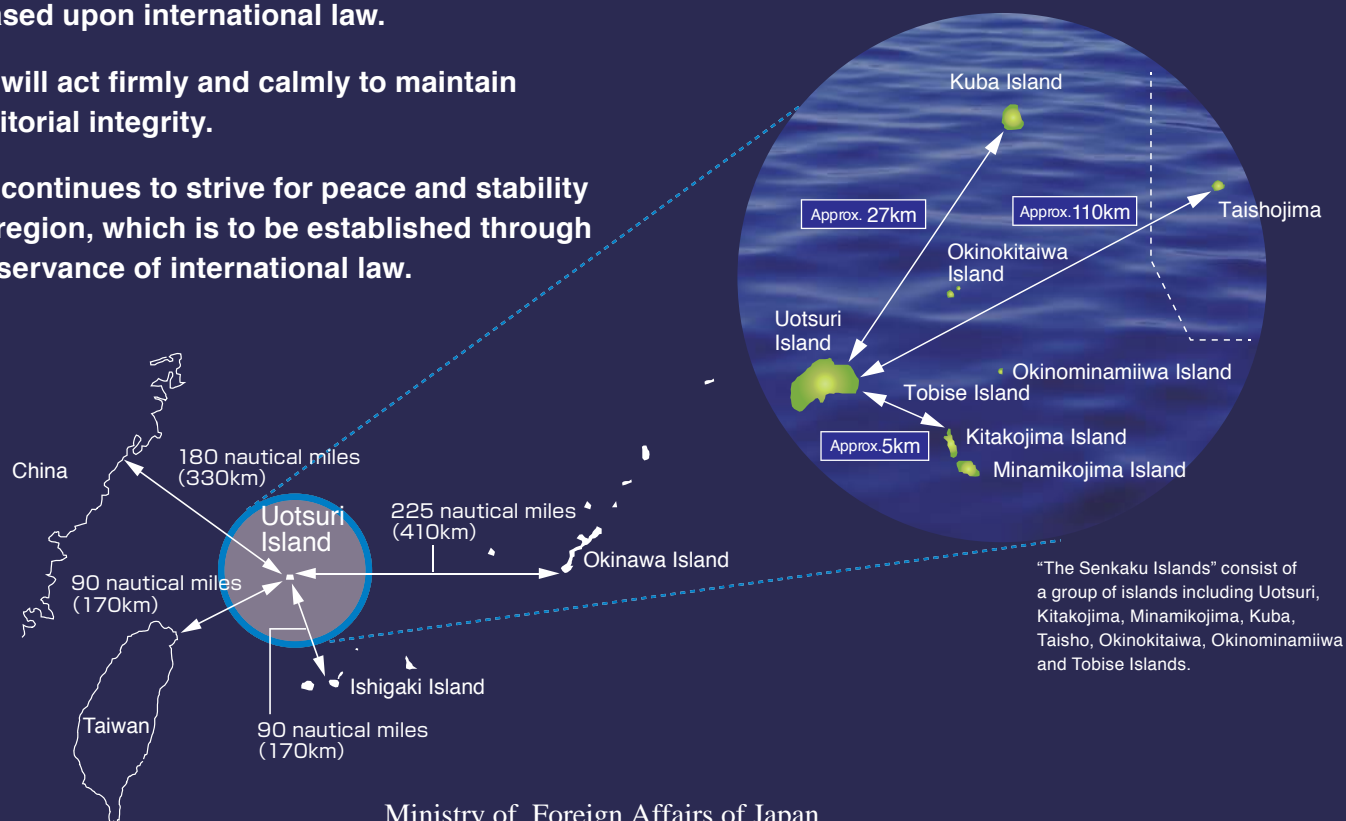 ased upon international law.
will act firmly and calmly to maintain
itorial integrity.
continues to strive for peace and stability
region, which is to be established through
servance of international law.
Kuba Island
Approx. 27km
Approx.110km
Taishojima
Okinokitaiwa
Island
Uotsuri
Island
Okinominamiiwa Island
Tobise Island
Approx.5km
Kitakojima Island
Minamikojima Island
China
180 nautical miles
(330km)
Uotsuri
Island
225 nautical miles
(410km)
Okinawa Island
90 nautical miles
(170km)
Ishigaki Island
Taiwan
90 nautical miles
(170km)
“The Senkaku Islands” consist of
a group of islands including Uotsuri,
Kitakojima, Minamikojima, Kuba,
Taisho, Okinokitaiwa, Okinominamiiwa
and Tobise Islands.
Ministry of Foreign Affairs of Japan